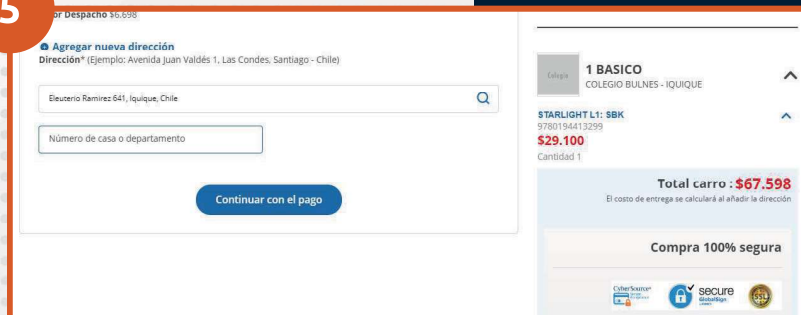 5
or Despacho $6.698
Agregar nueva dirección
Dirección* (Ejemplo: Avenida Juan Valdés 1, Las Condes, Santiago - Chile)
Eleuterio Ramirez 641, Iquique, Chile
Número de casa o departamento
Continuar con el pago
Colegio
1 BASICO
COLEGIO BULNES - IQUIQUE
STARLIGHT L1: SBK
9780194413299
$29.100
Cantidad 1
Total carro : $67.598
El costo de entrega se calculará al añadir la dirección
Compra 100% segura
CyberSource
secure
GlobalSign
SSL